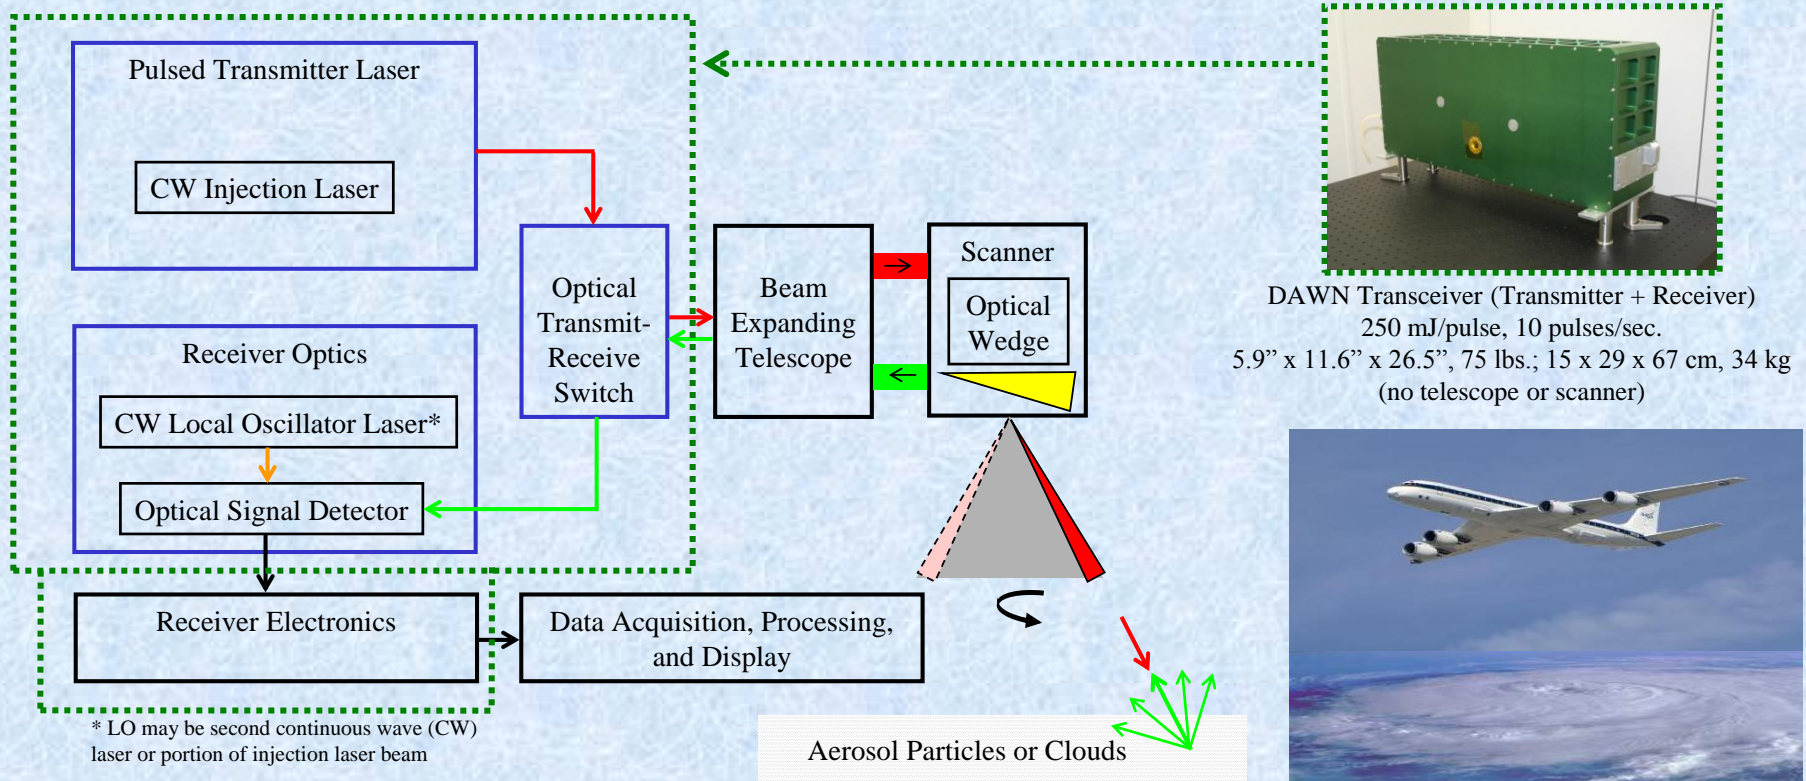 Pulsed Transmitter Laser
CW Injection Laser
Optical
Transmit-
Receive
Switch
Beam
Expanding
Telescope
Scanner
Optical
Wedge
Receiver Optics
CW Local Oscillator Laser*
Optical Signal Detector
Receiver Electronics
Data Acquisition, Processing,
and Display
* LO may be second continuous wave (CW)
laser or portion of injection laser beam
Aerosol Particles or Clouds
DAWN Transceiver (Transmitter + Receiver)
250 mJ/pulse, 10 pulses/sec.
5.9” x 11.6” x 26.5”, 75 lbs.; 15 x 29 x 67 cm, 34 kg
(no telescope or scanner)